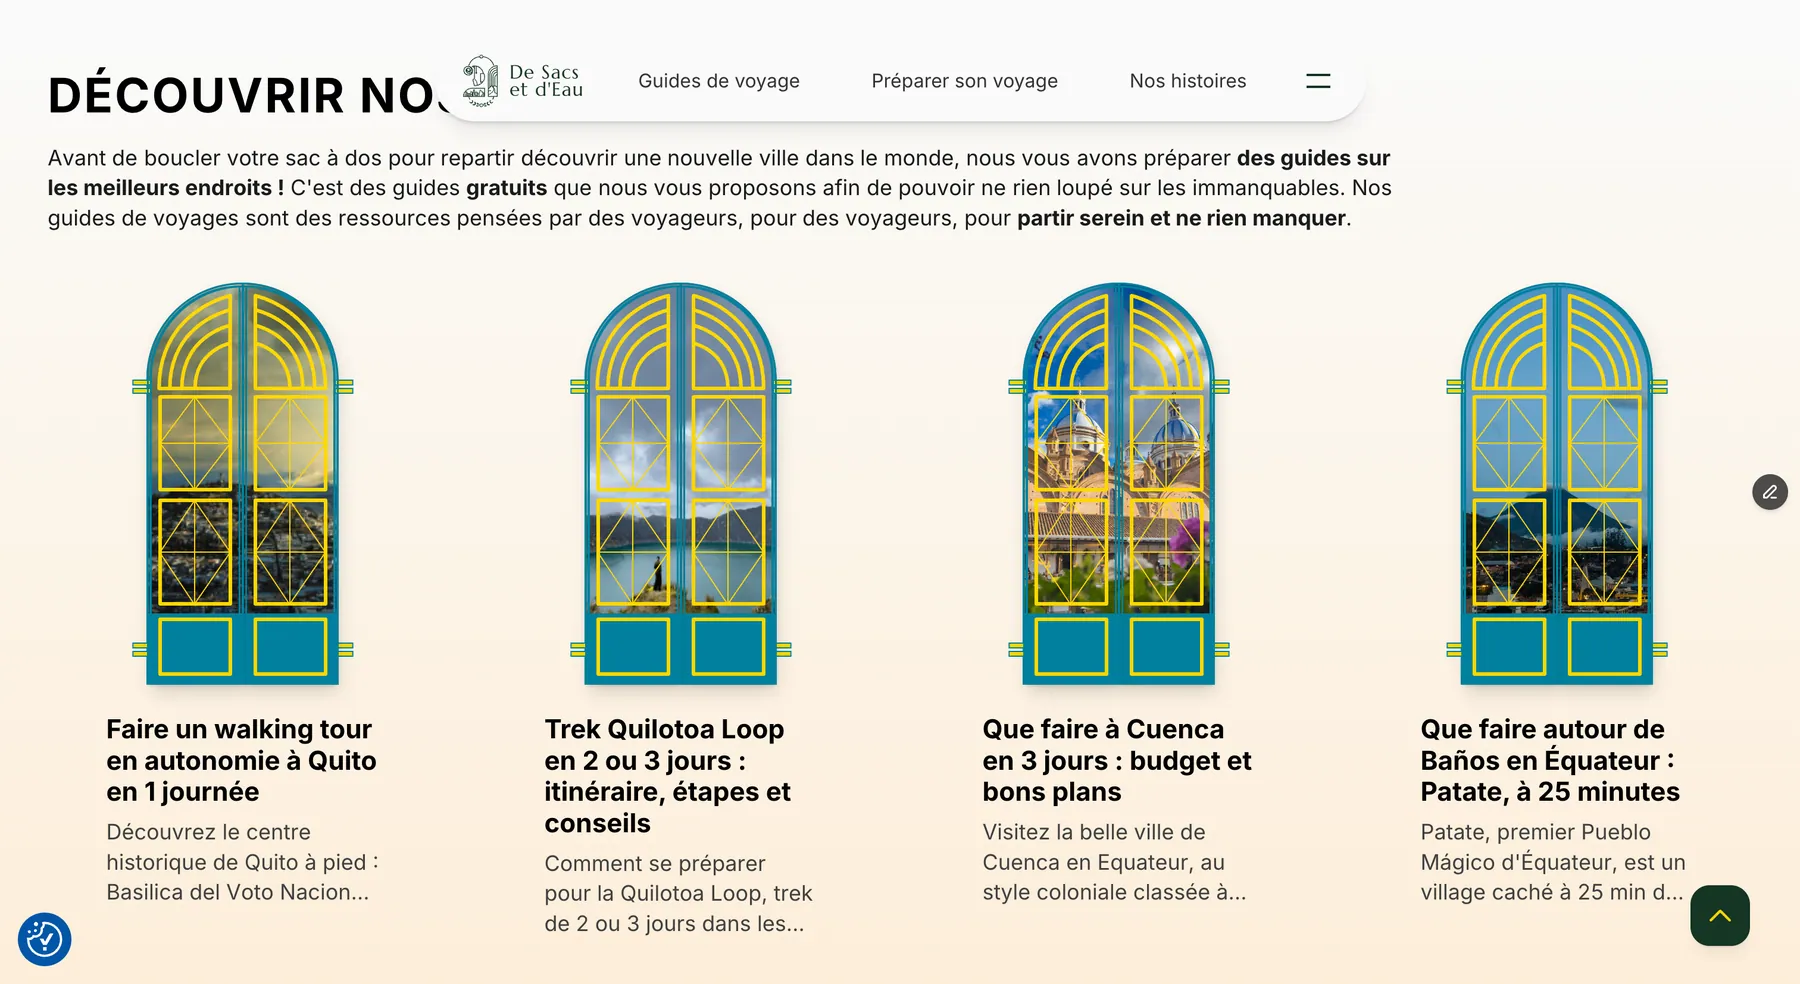 De Sacs
et d'Eau
Guides de voyage
Préparer son voyage
Nos histoires
DÉCOUVRIR
Avant de boucler votre sac à dos pour repartir découvrir une nouvelle ville dans le monde, nous vous avons préparer des guides sur
les meilleurs endroits ! C'est des guides gratuits que nous vous proposons afin de pouvoir ne rien loupé sur les immanquables. Nos
guides de voyages sont des ressources pensées par des voyageurs, pour des voyageurs, pour partir serein et ne rien manquer.
Faire un walking tour
en autonomie à Quito
en 1 journée
Découvrez le centre
historique de Quito à pied :
Basilica del Voto Nacion...
Trek Quilotoa Loop
en 2 ou 3 jours :
itinéraire, étapes et
conseils
Comment se préparer
pour la Quilotoa Loop, trek
de 2 ou 3 jours dans les...
Que faire à Cuenca
en 3 jours : budget et
bons plans
Visitez la belle ville de
Cuenca en Equateur, au
style coloniale classée à...
Que faire autour de
Baños en Équateur :
Patate, à 25 minutes
Patate, premier Pueblo
Mágico d'Équateur, est un
village caché à 25 min d...